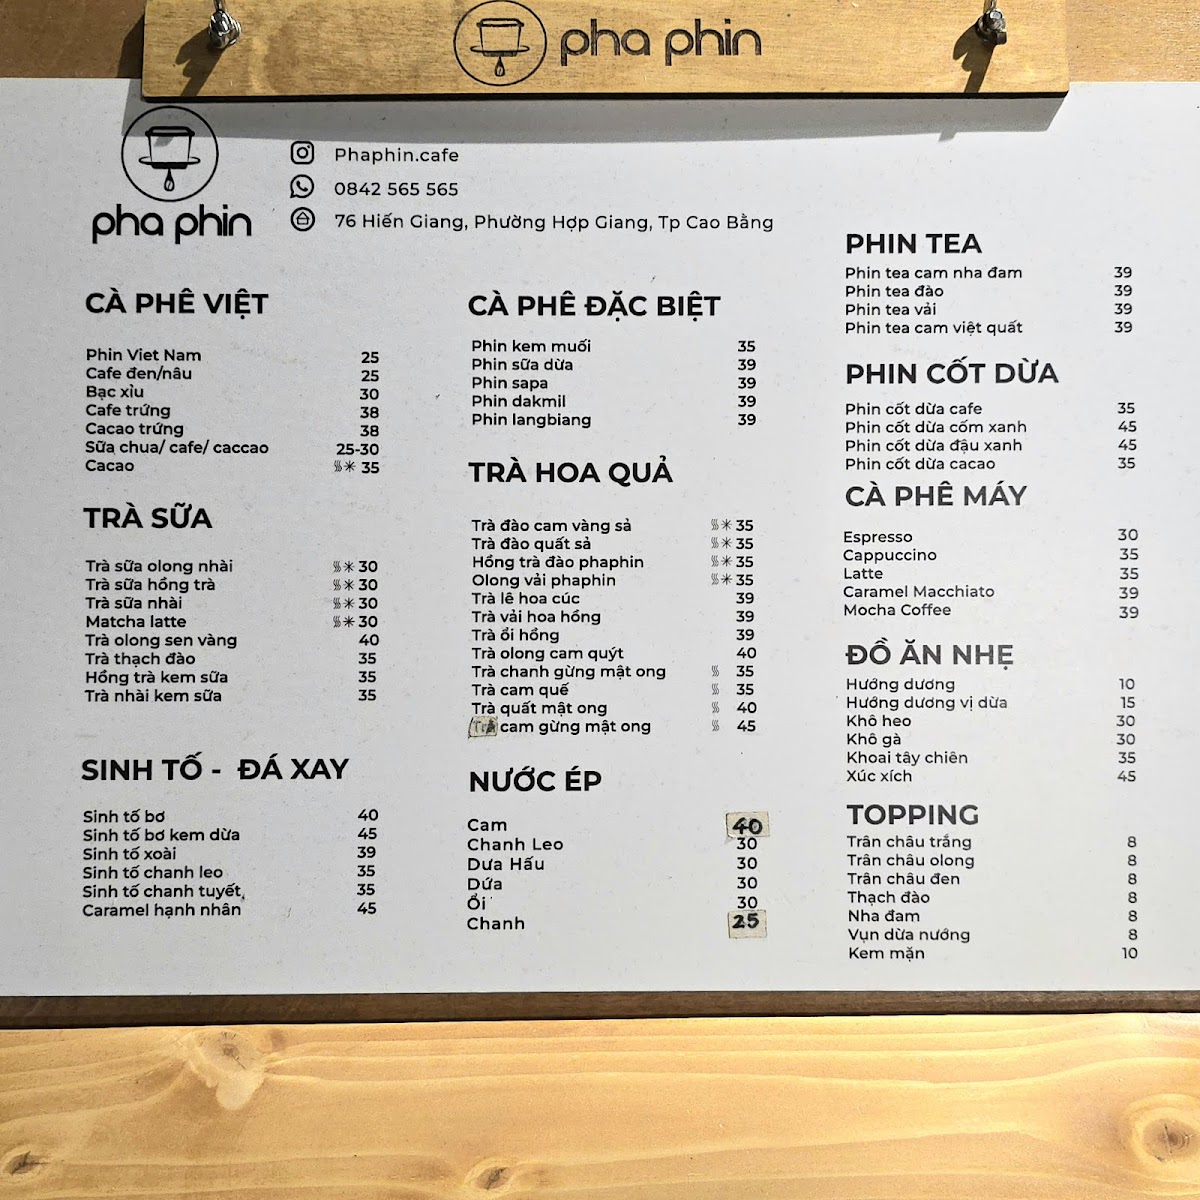 pha phin
pha phin
Phaphin.cafe
0842 565 565
76 Hiến Giang, Phường Hợp Giang, Tp Cao Bằng
CÀ PHÊ VIỆT
Phin Viet Nam 25
Cafe đen/nâu 25
Bạc xỉu 30
Cafe trứng 38
Cacao trứng 38
Sữa chua/ cafe/ caccao 25-30
Cacao 35
TRÀ SỮA
Trà sữa olong nhài 30
Trà sữa hồng trà 30
Trà sữa nhài 30
Matcha latte 30
Trà olong sen vàng 40
Trà thạch đào 35
Hồng trà kem sữa 35
Trà nhài kem sữa 35
SINH TỐ - ĐÁ XAY
Sinh tố bơ 40
Sinh tố bơ kem dừa 45
Sinh tố xoài 39
Sinh tố chanh leo 35
Sinh tố chanh tuyết 35
Caramel hạnh nhân 45
CÀ PHÊ ĐẶC BIỆT
Phin kem muối 35
Phin sữa dừa 39
Phin sapa 39
Phin dakmil 39
Phin langbiang 39
TRÀ HOA QUẢ
Trà đào cam vàng sả 35
Trà đào quất sả 35
Hồng trà đào phaphin 35
Olong vải phaphin 35
Trà lê hoa cúc 39
Trà vải hoa hồng 39
Trà ổi hồng 39
Trà olong cam quýt 40
Trà chanh gừng mật ong 35
Trà cam quế 35
Trà quất mật ong 40
Trà cam gừng mật ong 45
NƯỚC ÉP
Cam 40
Chanh Leo 30
Dưa Hấu 30
Dứa 30
Ổi 30
Chanh 25
PHIN TEA
Phin tea cam nha đam 39
Phin tea đào 39
Phin tea vải 39
Phin tea cam việt quất 39
PHIN CỐT DỪA
Phin cốt dừa cafe 35
Phin cốt dừa cốm xanh 45
Phin cốt dừa đậu xanh 45
Phin cốt dừa cacao 35
CÀ PHÊ MÁY
Espresso 30
Cappuccino 35
Latte 35
Caramel Macchiato 39
Mocha Coffee 39
ĐỒ ĂN NHẸ
Hướng dương 10
Hướng dương vị dừa 15
Khô heo 30
Khô gà 30
Khoai tây chiên 35
Xúc xích 45
TOPPING
Trân châu trắng 8
Trân châu olong 8
Trân châu đen 8
Thạch đào 8
Nha đam 8
Vụn dừa nướng 8
Kem mặn 10